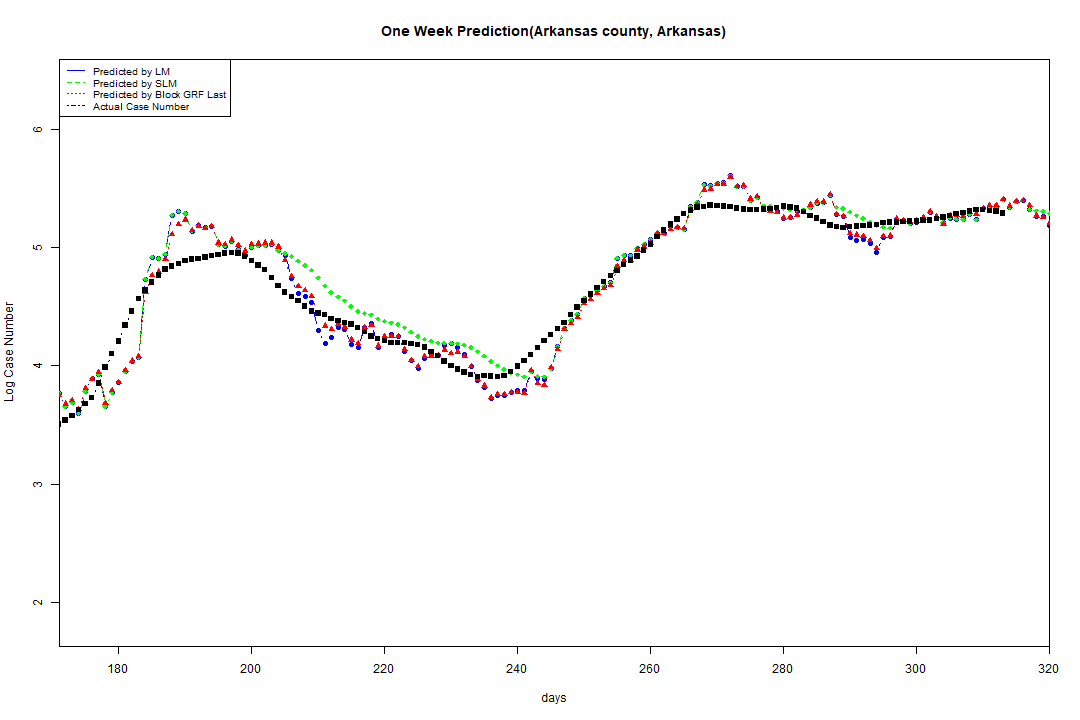 One Week Prediction(Arkansas county, Arkansas)
Predicted by LM
Predicted by SLM
Predicted by Block GRF Last
Actual Case Number
6
5
4
3
2
Log Case Number
180 200 220 240 260 280 300 320
days